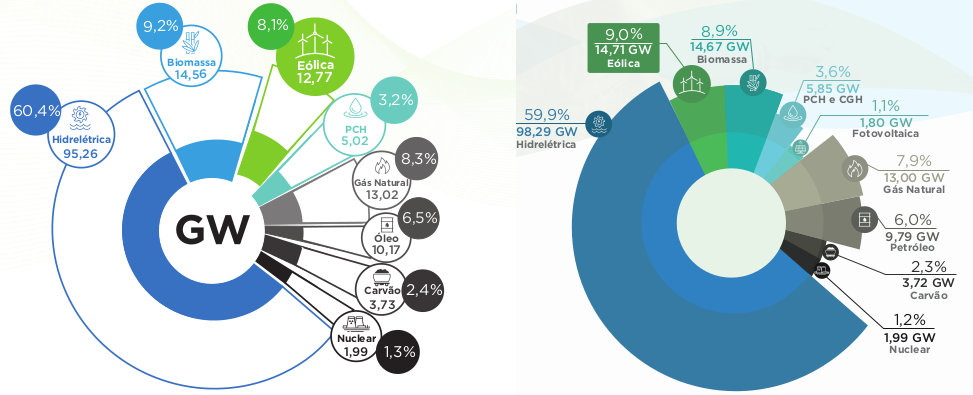 9,2%
Biomassa
14,56
8,1%
Eólica
12,77
60,4%
Hidrelétrica
95,26
3,2%
PCH
5,02
8,3%
Gás Natural
13,02
GW
6,5%
Óleo
10,17
Carvão
3,73
2,4%
Nuclear
1,99
1,3%
9,0%
14,71 GW
Eólica
8,9%
14,67 GW
Biomassa
3,6%
5,85 GW
PCH e CGH
1,1%
1,80 GW
Fotovoltaica
59,9%
98,29 GW
Hidrelétrica
7,9%
13,00 GW
Gás Natural
6,0%
9,79 GW
Petróleo
2,3%
3,72 GW
Carvão
1,2%
1,99 GW
Nuclear